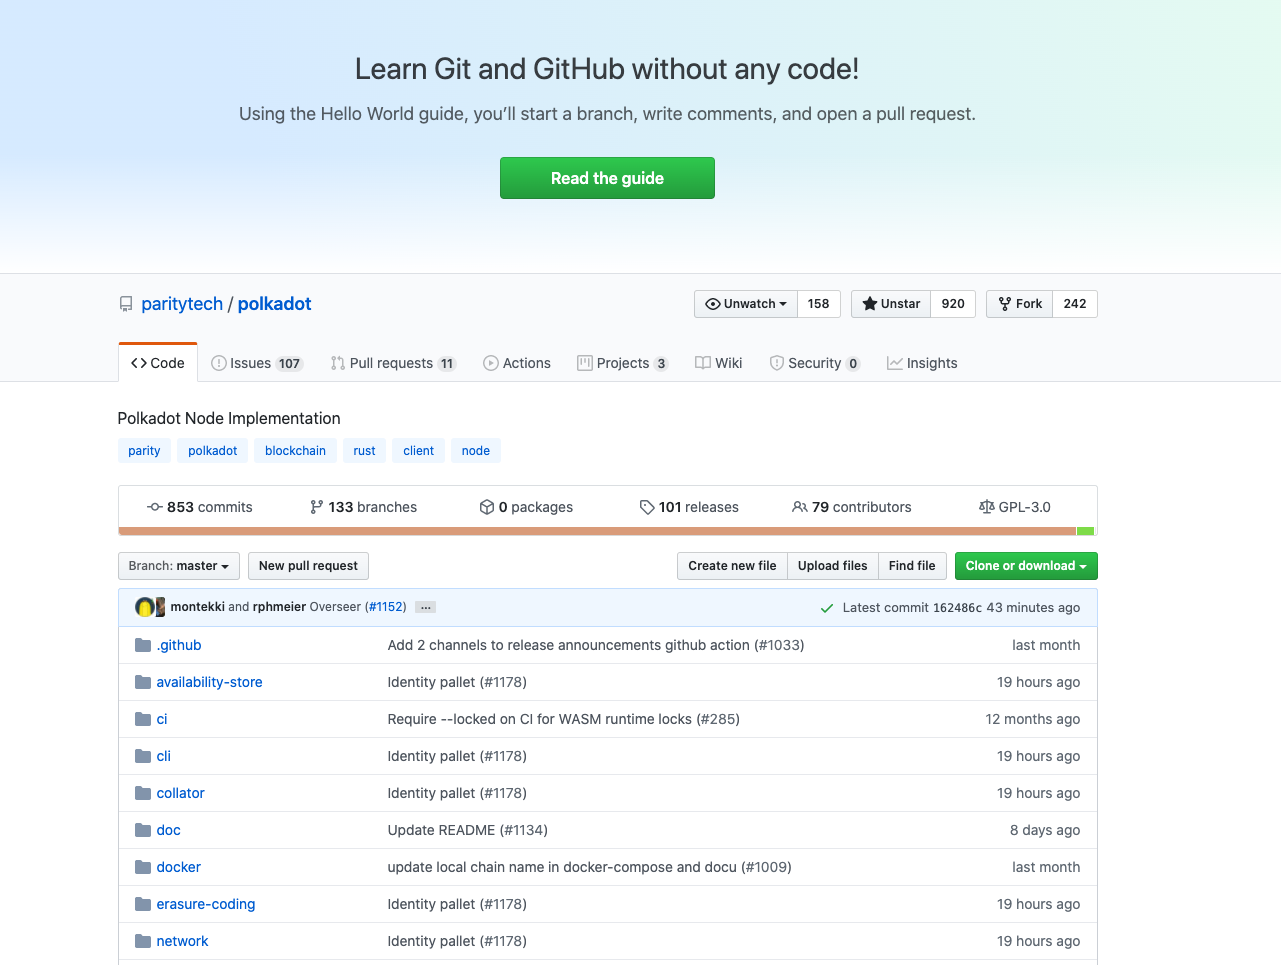 Learn Git and GitHub without any code!
Using the Hello World guide, you’ll start a branch, write comments, and open a pull request.
Read the guide
paritytech / polkadot
Unwatch 158 Unstar 920 Fork 242
Code Issues 107 Pull requests 11 Actions Projects 3 Wiki Security 0 Insights
Polkadot Node Implementation
parity polkadot blockchain rust client node
853 commits 133 branches 0 packages 101 releases 79 contributors GPL-3.0
Branch: master New pull request Create new file Upload files Find file Clone or download
montekki and rphmeier Overseer (#1152) … Latest commit 162486c 43 minutes ago
.github Add 2 channels to release announcements github action (#1033) last month
availability-store Identity pallet (#1178) 19 hours ago
ci Require --locked on CI for WASM runtime locks (#285) 12 months ago
cli Identity pallet (#1178) 19 hours ago
collator Identity pallet (#1178) 19 hours ago
doc Update README (#1134) 8 days ago
docker update local chain name in docker-compose and docu (#1009) last month
erasure-coding Identity pallet (#1178) 19 hours ago
network Identity pallet (#1178) 19 hours ago